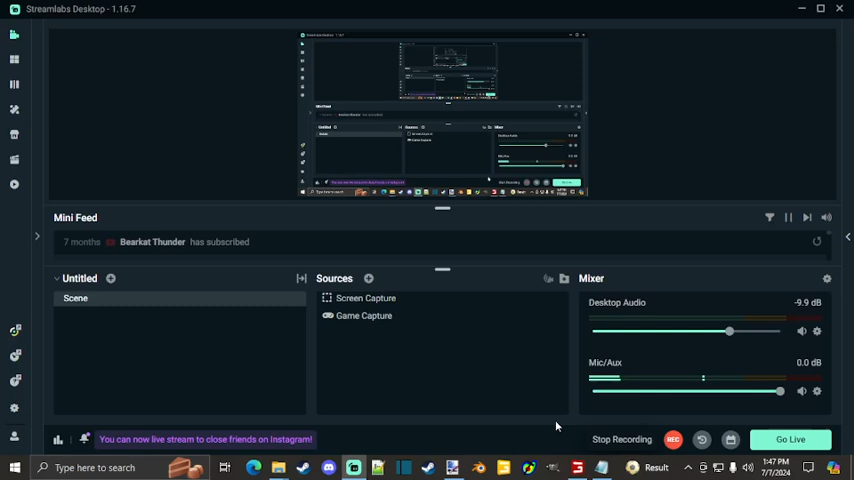 Streamlabs Desktop - 1.16.7
Mini Feed
7 months Bearkat Thunder has subscribed
Untitled
Sources
Mixer
Scene
Screen Capture
Game Capture
Desktop Audio
-9.9 dB
Mic/Aux
0.0 dB
You can now live stream to close friends on Instagram!
Stop Recording
REC
Go Live
Type here to search
Result
1:47 PM
7/7/2024